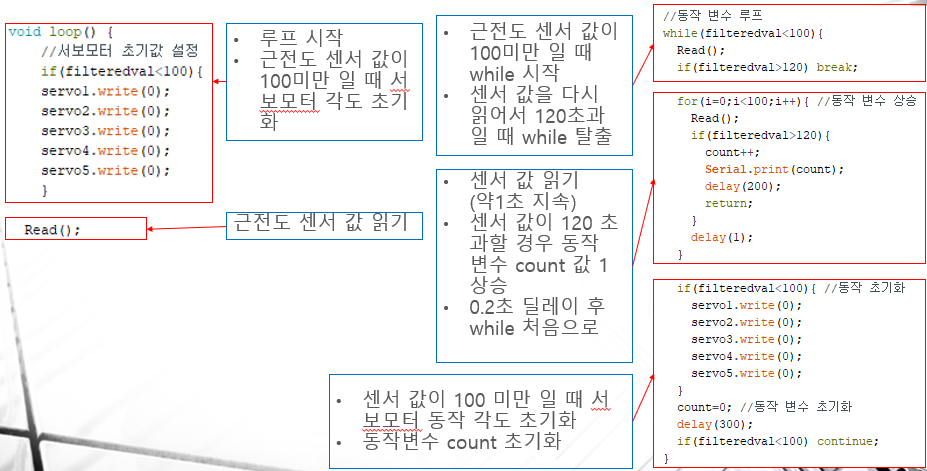 void loop() {
//서보모터 초기값 설정
if(filteredval<100){
servo1.write(0);
servo2.write(0);
servo3.write(0);
servo4.write(0);
servo5.write(0);
}
• 루프 시작
• 근전도 센서 값이
100미만 일 때 서
보모터 각도 초기
화
Read();
근전도 센서 값 읽기
• 근전도 센서 값이
100미만 일 때
while 시작
• 센서 값을 다시
읽어서 120초과
일 때 while 탈출
//동작 변수 루프
while(filteredval<100){
Read();
if(filteredval>120) break;
• 센서 값 읽기
(약1초 지속)
• 센서 값이 120 초
과할 경우 동작
변수 count 값 1
상승
• 0.2초 딜레이 후
while 처음으로
for(i=0;i<100;i++){ //동작 변수 상승
Read();
if(filteredval>120){
count++;
Serial.print(count);
delay(200);
return;
}
delay(1);
}
• 센서 값이 100 미만 일 때 서
보모터 동작 각도 초기화
• 동작변수 count 초기화
if(filteredval<100){ //동작 초기화
servo1.write(0);
servo2.write(0);
servo3.write(0);
servo4.write(0);
servo5.write(0);
}
count=0; //동작 변수 초기화
delay(300);
if(filteredval<100) continue;
}